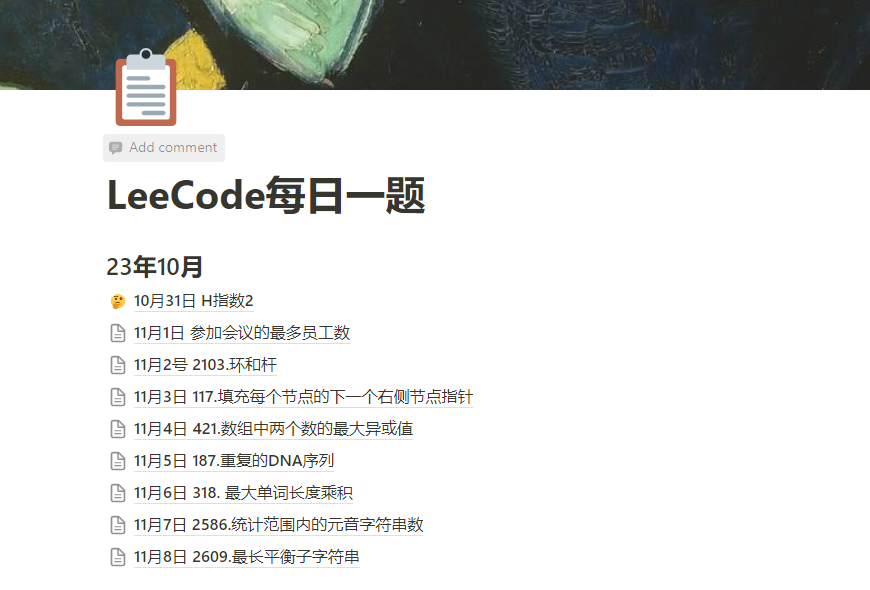 Add comment
LeeCode每日一题
23年10月
10月31日 H指数2
11月1日 参加会议的最多员工数
11月2号 2103.环和杆
11月3日 117.填充每个节点的下一个右侧节点指针
11月4日 421.数组中两个数的最大异或值
11月5日 187.重复的DNA序列
11月6日 318. 最大单词长度乘积
11月7日 2586.统计范围内的元音字符串数
11月8日 2609.最长平衡子字符串